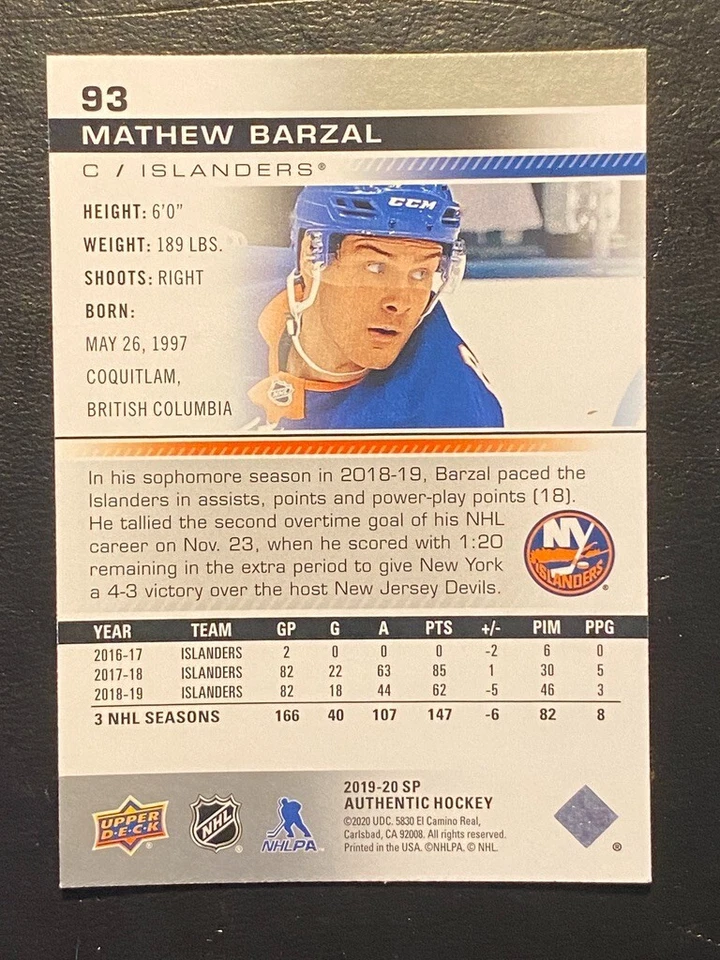 93
MATHEW BARZAL
C / ISLANDERS®
CCM
HEIGHT: 6'0"
WEIGHT: 189 LBS.
SHOOTS: RIGHT
BORN:
MAY 26, 1997
COQUITLAM,
BRITISH COLUMBIA
NHL
In his sophomore season in 2018-19, Barzal paced the
Islanders in assists, points and power-play points (18).
He tallied the second overtime goal of his NHL
career on Nov. 23, when he scored with 1:20
remaining in the extra period to give New York
a 4-3 victory over the host New Jersey Devils.
NY
ISLANDERS
®
YEAR TEAM GP G A PTS +/- PIM PPG
2016-17 ISLANDERS 2 0 0 0 -2 6 0
2017-18 ISLANDERS 82 22 63 85 1 30 5
2018-19 ISLANDERS 82 18 44 62 -5 46 3
3 NHL SEASONS 166 40 107 147 -6 82 8
UPPER
D·E·C·K
®
NHL
®
NHLPA
2019-20 SP
AUTHENTIC HOCKEY
©2020 UDC. 5830 El Camino Real,
Carlsbad, CA 92008. All rights reserved.
Printed in the USA. ©NHLPA. © NHL.
®